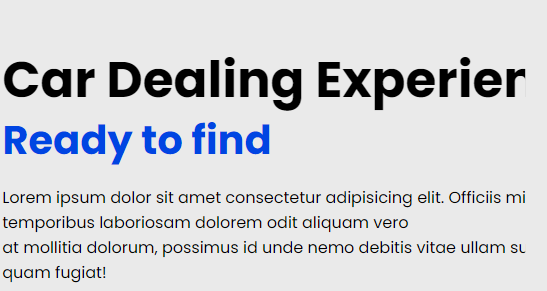 Car Dealing Experien
Ready to find
Lorem ipsum dolor sit amet consectetur adipisicing elit. Officiis mi
temporibus laboriosam dolorem odit aliquam vero
at mollitia dolorum, possimus id unde nemo debitis vitae ullam su
quam fugiat!